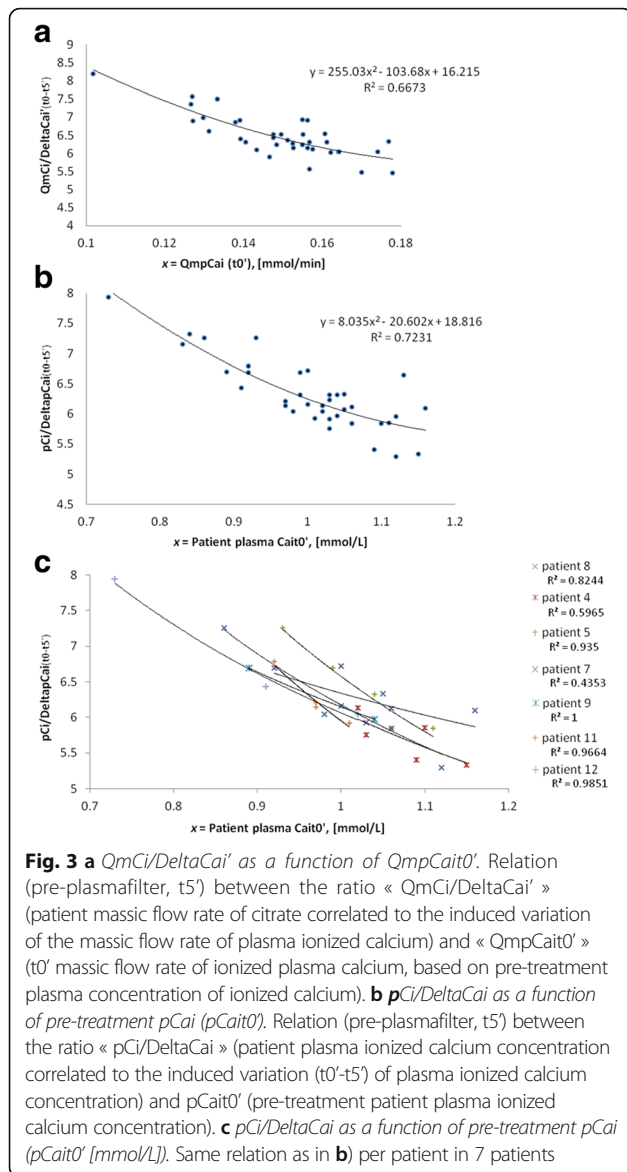 a
9
8.5
8
7.5
7
6.5
6
5.5
5
4.5
4
QmCi/DeltaCai'(t0-t5')
y = 255.03x² - 103.68x + 16.215
R² = 0.6673
0.1 0.12 0.14 0.16 0.18
x = QmpCai (t0'), [mmol/min]
b
8
7.5
7
6.5
6
5.5
5
4.5
pCi/DeltapCai(t0-t5')
y = 8.035x² - 20.602x + 18.816
R² = 0.7231
0.7 0.8 0.9 1 1.1 1.2
x = Patient plasma Cait0', [mmol/L]
c
8
7.5
7
6.5
6
5.5
5
pCi/DeltapCai(t0-t5')
0.7 0.8 0.9 1 1.1 1.2
x = Patient plasma Cait0', [mmol/L]
patient 8
R² = 0.8244
patient 4
R² = 0.5965
patient 5
R² = 0.935
patient 7
R² = 0.4353
patient 9
R² = 1
patient 11
R² = 0.9664
patient 12
R² = 0.9851
Fig. 3 a QmCi/DeltaCai' as a function of QmpCait0'. Relation
(pre-plasmafilter, t5') between the ratio « QmCi/DeltaCai' »
(patient massic flow rate of citrate correlated to the induced variation
of the massic flow rate of plasma ionized calcium) and « QmpCait0' »
(t0' massic flow rate of ionized plasma calcium, based on pre-treatment
plasma concentration of ionized calcium). b pCi/DeltaCai as a function
of pre-treatment pCai (pCait0'). Relation (pre-plasmafilter, t5') between
the ratio « pCi/DeltaCai » (patient plasma ionized calcium concentration
correlated to the induced variation (t0'-t5') of plasma ionized calcium
concentration) and pCait0' (pre-treatment patient plasma ionized
calcium concentration). c pCi/DeltaCai as a function of pre-treatment pCai
(pCait0' [mmol/L]). Same relation as in b) per patient in 7 patients